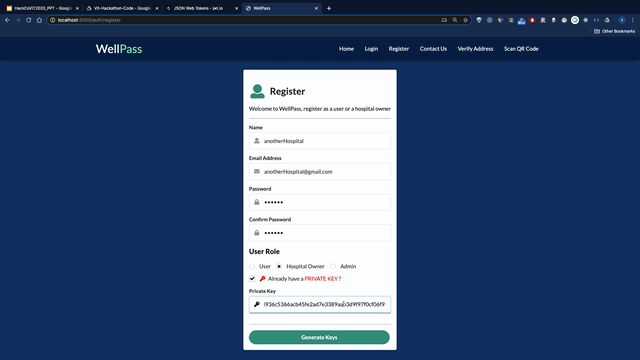 HackCoVIT2020_PPT - Google
VIT-Hackathon-Code - Google
JSON Web Tokens - jwt.io
WellPass
localhost:5000/auth/register
Other Bookmarks
WellPass
Home Login Register Contact Us Verify Address Scan QR Code
Register
Welcome to WellPass, register as a user or a hospital owner
Name
anotherHospital
Email Address
anotherHospital@gmail.com
Password
••••••
Confirm Password
••••••
User Role
User Hospital Owner Admin
Already have a PRIVATE KEY ?
Private Key
Generate Keys